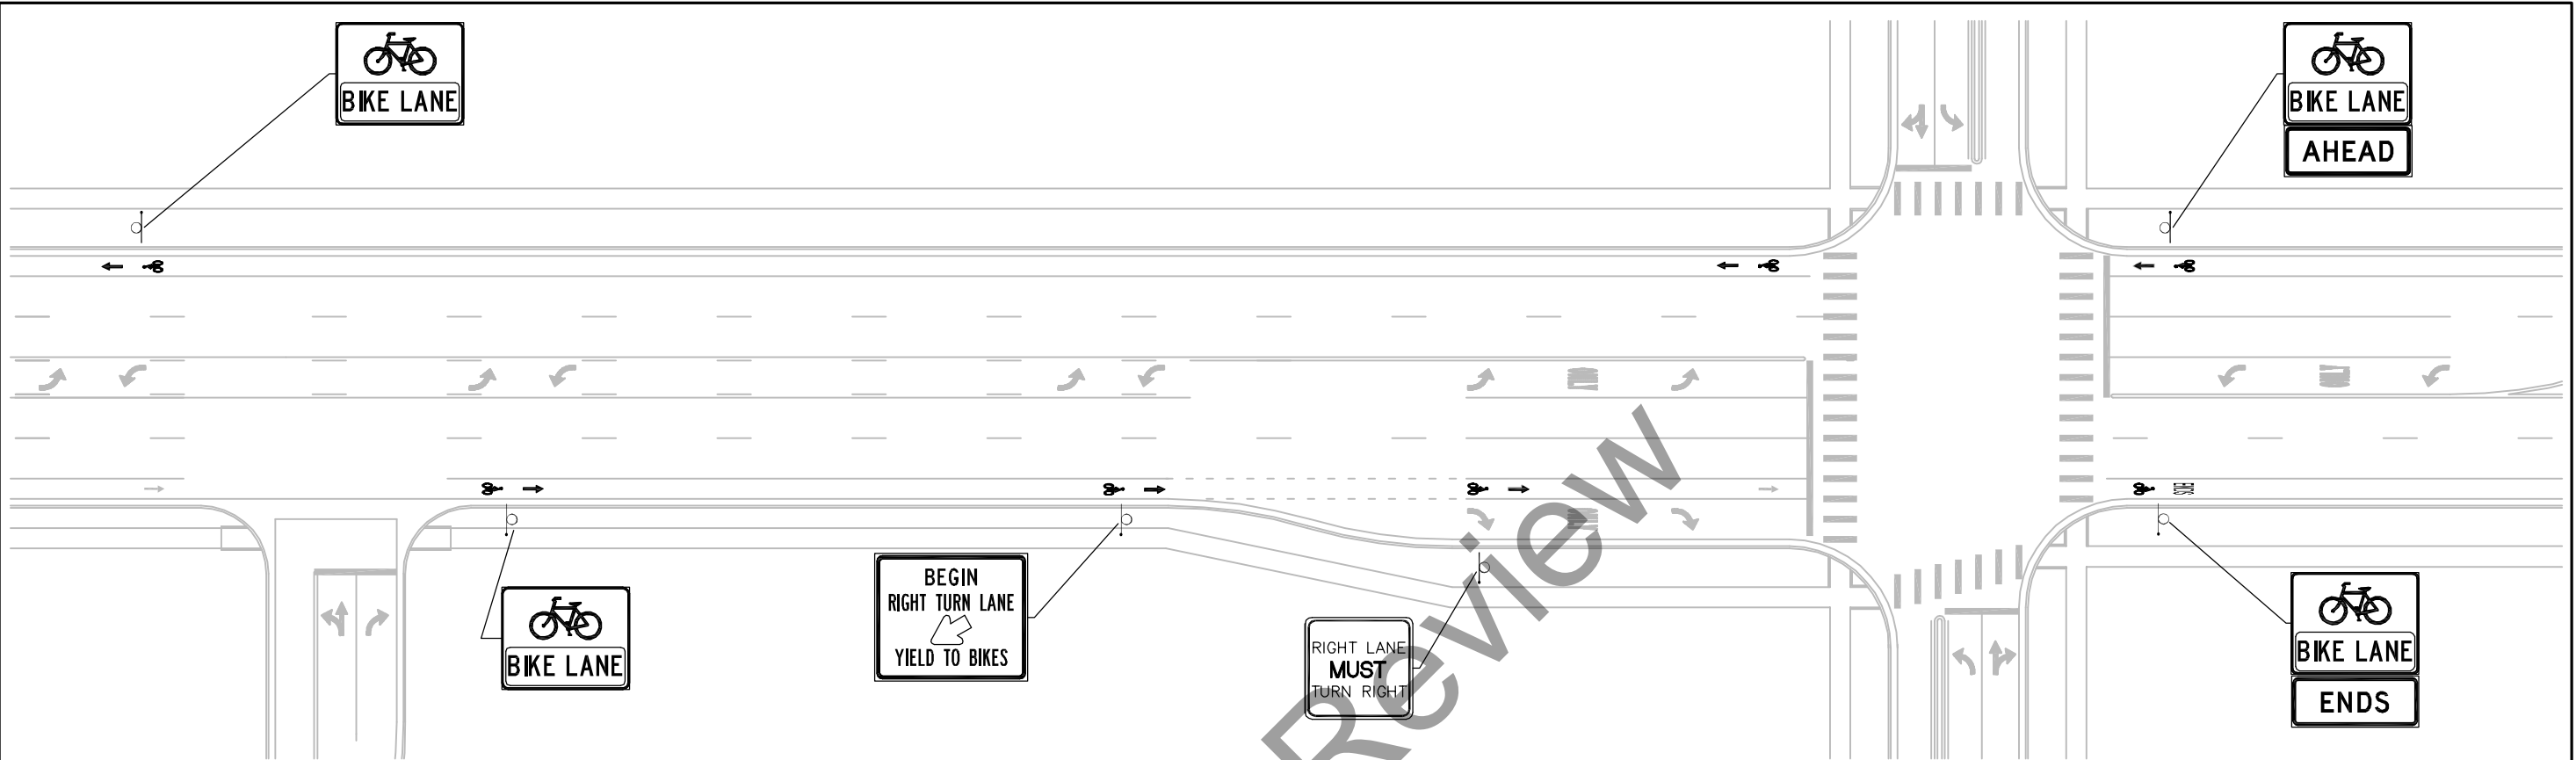 BIKE LANE
BIKE LANE
AHEAD
BIKE LANE
BEGIN
RIGHT TURN LANE
YIELD TO BIKES
RIGHT LANE
MUST
TURN RIGHT
BIKE LANE
ENDS
ENDS
Review